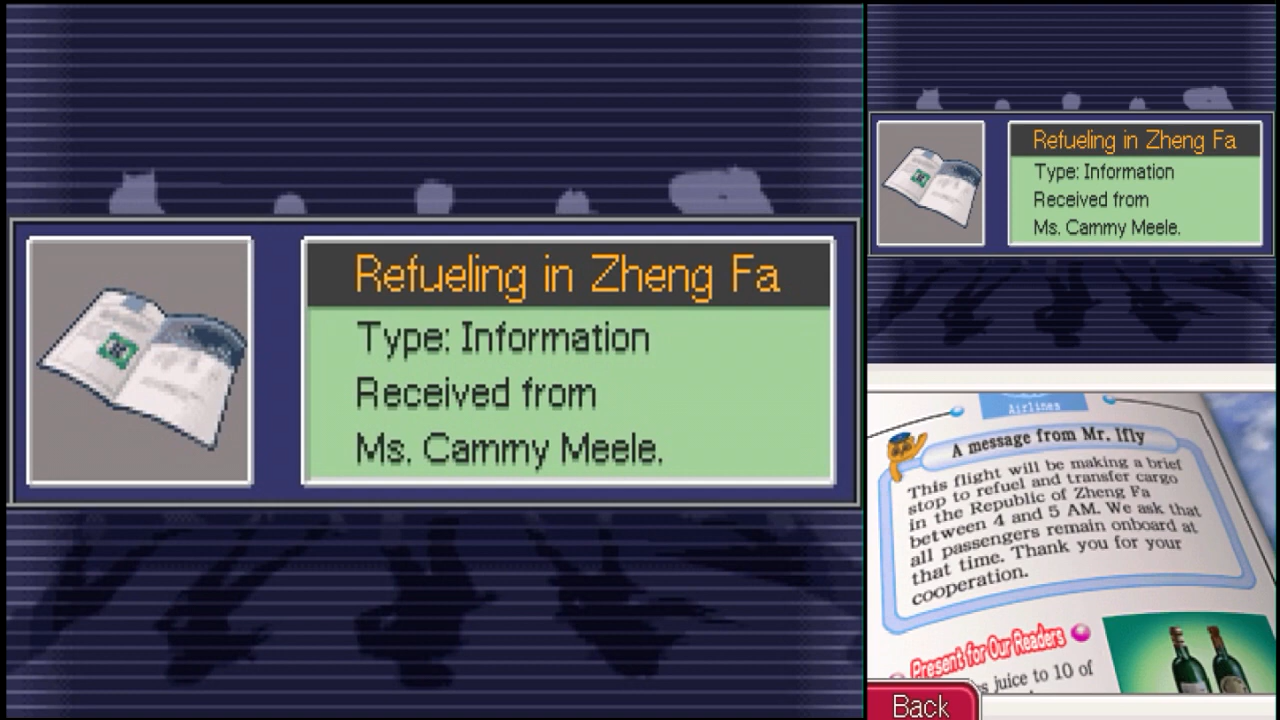 Refueling in Zheng Fa
Type: Information
Received from
Ms. Cammy Meele.
Refueling in Zheng Fa
Type: Information
Received from
Ms. Cammy Meele.
Airlines
A message from Mr. Ifly
This flight will be making a brief
stop to refuel and transfer cargo
in the Republic of Zheng Fa
between 4 and 5 AM. We ask that
all passengers remain onboard at
that time. Thank you for your
cooperation.
Present for Our Readers
juice to 10 of
Back